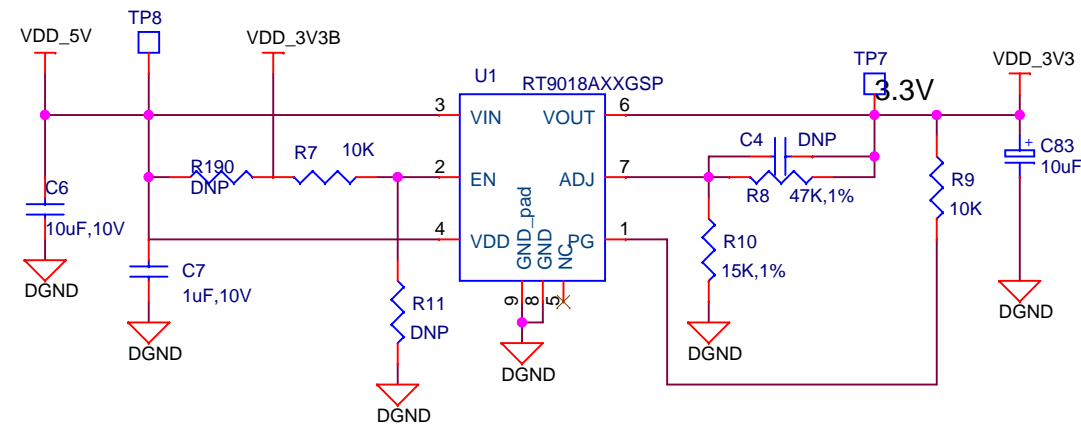 TP8
VDD_5V
VDD_3V3B
TP7
VDD_3V3
U1
RT9018AXXGSP
3.3V
3
VIN
VOUT
6
C4
DNP
C83
10uF
+
R190
DNP
R7
10K
2
EN
ADJ
7
R8
47K,1%
R9
10K
C6
10uF,10V
4
VDD
GND_pad
GND
NC
PG
1
R10
15K,1%
C7
1uF,10V
R11
DNP
9
8
5
DGND
DGND
DGND
DGND
DGND
DGND